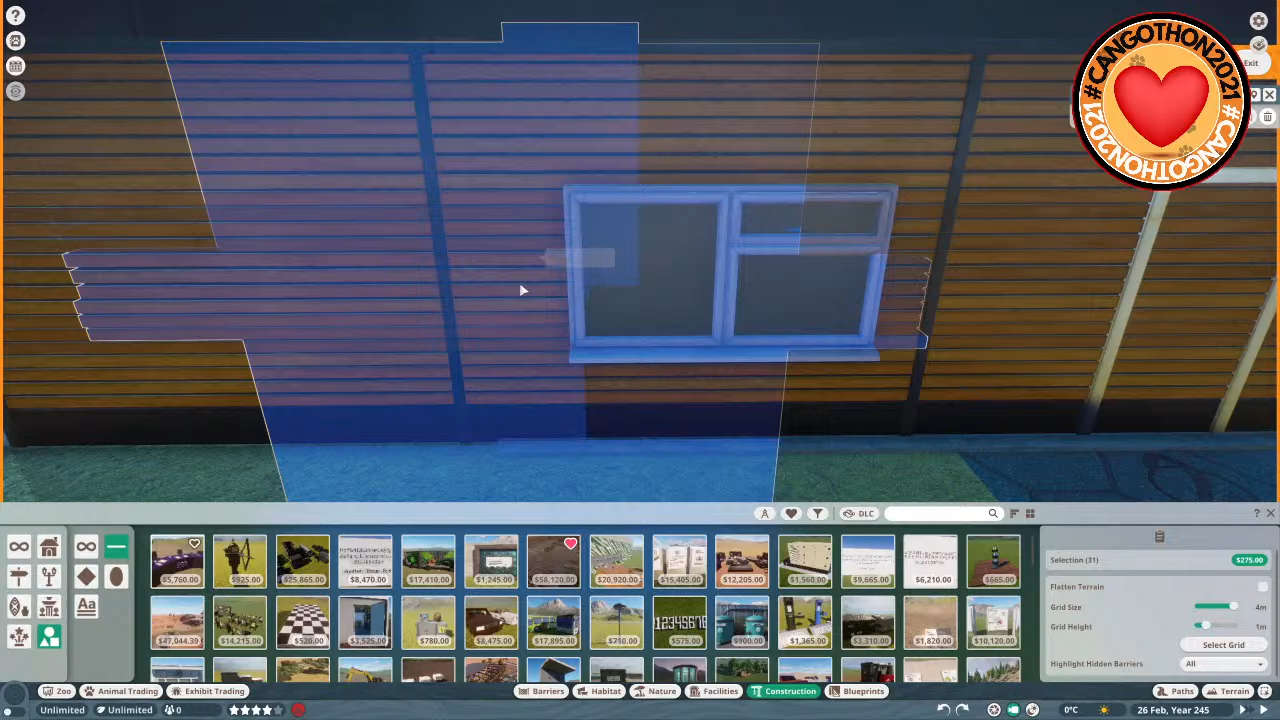 #CANGOTHON2021
#CANGOTHON2021
Exit
A
DLC
?
$5,760.00
$925.00
$25,865.00
$8,470.00
$17,410.00
$1,245.00
$58,120.00
$20,920.00
$15,405.00
$12,205.00
$1,560.00
$9,665.00
$6,210.00
$665.00
Selection (31)
$275.00
Flatten Terrain
Grid Size
4m
Grid Height
1m
Select Grid
Highlight Hidden Barriers
All
Aa
$47,044.39
$14,215.00
$520.00
$3,525.00
$780.00
$8,475.00
$17,895.00
$710.00
$575.00
$900.00
$1,365.00
$3,310.00
$1,820.00
$10,120.00
Zoo
Animal Trading
Exhibit Trading
Barriers
Habitat
Nature
Facilities
Construction
Blueprints
Paths
Terrain
Unlimited
Unlimited
0
0°C
26 Feb, Year 245